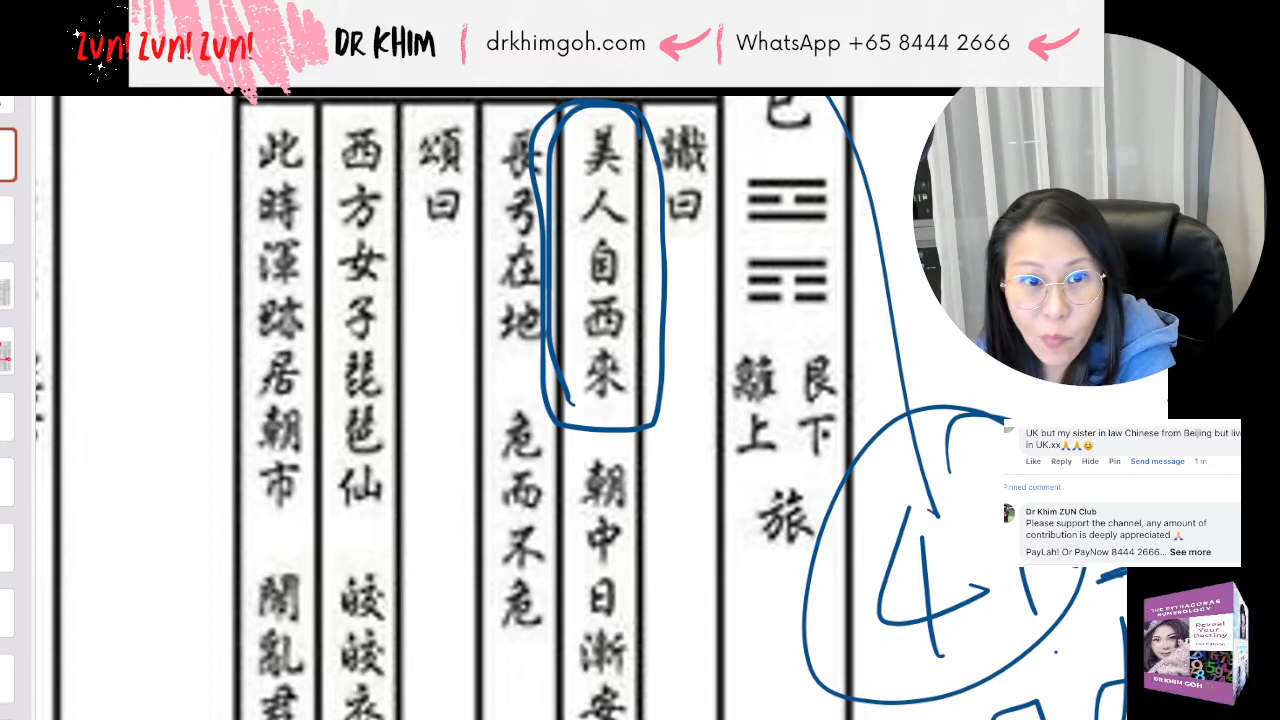 Zun! Zun! Zun!
DR KHIM
drkhimgoh.com
WhatsApp +65 8444 2666
艮下
離上
旅
讖曰
美人自西來 朝中日漸安
長弓在地 危而不危
頌曰
西方女子琵琶仙 皎皎衣
此時渾跡居朝市 鬧亂君
41
UK but my sister in law Chinese from Beijing but live
in UK.xx🙏🙏😊
Like Reply Hide Pin Send message 1 m
Pinned comment
Dr Khim ZUN Club
Please support the channel, any amount of
contribution is deeply appreciated 🙏
PayLah! Or PayNow 8444 2666... See more
THE PYTHAGORAS
NUMEROLOGY
Reveal
Your
Destiny
DR KHIM GOH